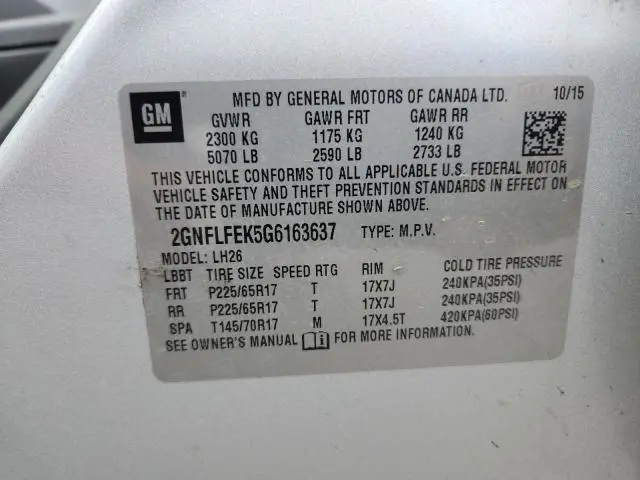 GM
MFD BY GENERAL MOTORS OF CANADA LTD. 10/15
GVWR GAWR FRT GAWR RR
2300 KG 1175 KG 1240 KG
5070 LB 2590 LB 2733 LB
THIS VEHICLE CONFORMS TO ALL APPLICABLE U.S. FEDERAL MOTOR
VEHICLE SAFETY AND THEFT PREVENTION STANDARDS IN EFFECT ON
THE DATE OF MANUFACTURE SHOWN ABOVE.
2GNFLFEK5G6163637 TYPE: M.P.V.
MODEL: LH26
LBBT TIRE SIZE SPEED RTG RIM COLD TIRE PRESSURE
FRT P225/65R17 T 17X7J 240KPA(35PSI)
RR P225/65R17 T 17X7J 240KPA(35PSI)
SPA T145/70R17 M 17X4.5T 420KPA(60PSI)
SEE OWNER'S MANUAL FOR MORE INFORMATION.